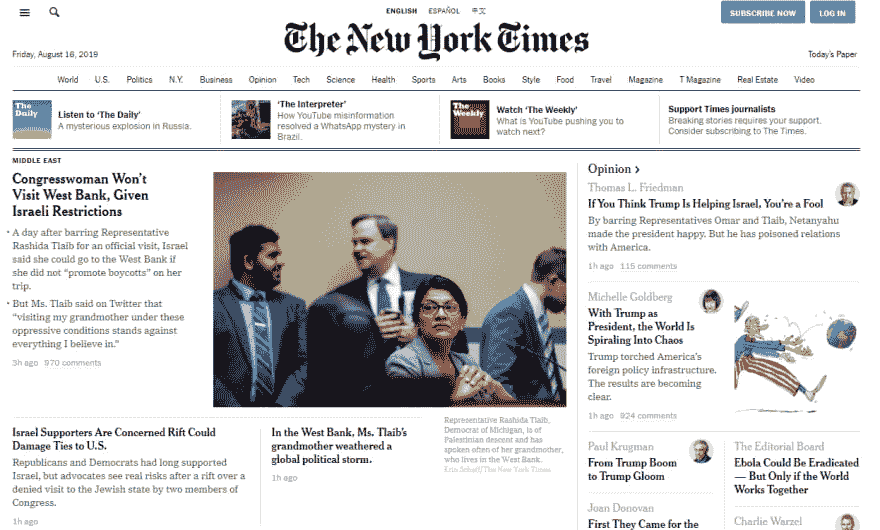 ENGLISH ESPAÑOL 中文
SUBSCRIBE NOW LOG IN
The New York Times
Friday, August 16, 2019
Today's Paper
World U.S. Politics N.Y. Business Opinion Tech Science Health Sports Arts Books Style Food Travel Magazine T Magazine Real Estate Video
The
Daily
Listen to 'The Daily'
A mysterious explosion in Russia.
'The Interpreter'
How YouTube misinformation
resolved a WhatsApp mystery in
Brazil.
The
Weekly
Watch 'The Weekly'
What is YouTube pushing you to
watch next?
Support Times journalists
Breaking stories requires your support.
Consider subscribing to The Times.
MIDDLE EAST
Congresswoman Won't
Visit West Bank, Given
Israeli Restrictions
• A day after barring Representative
Rashida Tlaib for an official visit, Israel
said she could go to the West Bank if
she did not "promote boycotts" on her
trip.
• But Ms. Tlaib said on Twitter that
"visiting my grandmother under these
oppressive conditions stands against
everything I believe in."
3h ago 970 comments
Representative Rashida Tlaib,
Democrat of Michigan, is of
Palestinian descent and has
spoken often of her grandmother,
who lives in the West Bank.
Erin Schaff/The New York Times
Israel Supporters Are Concerned Rift Could
Damage Ties to U.S.
Republicans and Democrats had long supported
Israel, but advocates see real risks after a rift over a
denied visit to the Jewish state by two members of
Congress.
1h ago
In the West Bank, Ms. Tlaib's
grandmother weathered a
global political storm.
1h ago
Opinion >
Thomas L. Friedman
If You Think Trump Is Helping Israel, You're a Fool
By barring Representatives Omar and Tlaib, Netanyahu
made the president happy. But he has poisoned relations
with America.
1h ago 115 comments
Michelle Goldberg
With Trump as
President, the World Is
Spiraling Into Chaos
Trump torched America's
foreign policy infrastructure.
The results are becoming
clear.
1h ago 924 comments
Paul Krugman
From Trump Boom
to Trump Gloom
The Editorial Board
Ebola Could Be Eradicated
— But Only if the World
Works Together
Joan Donovan
First They Came for the
Charlie Warzel